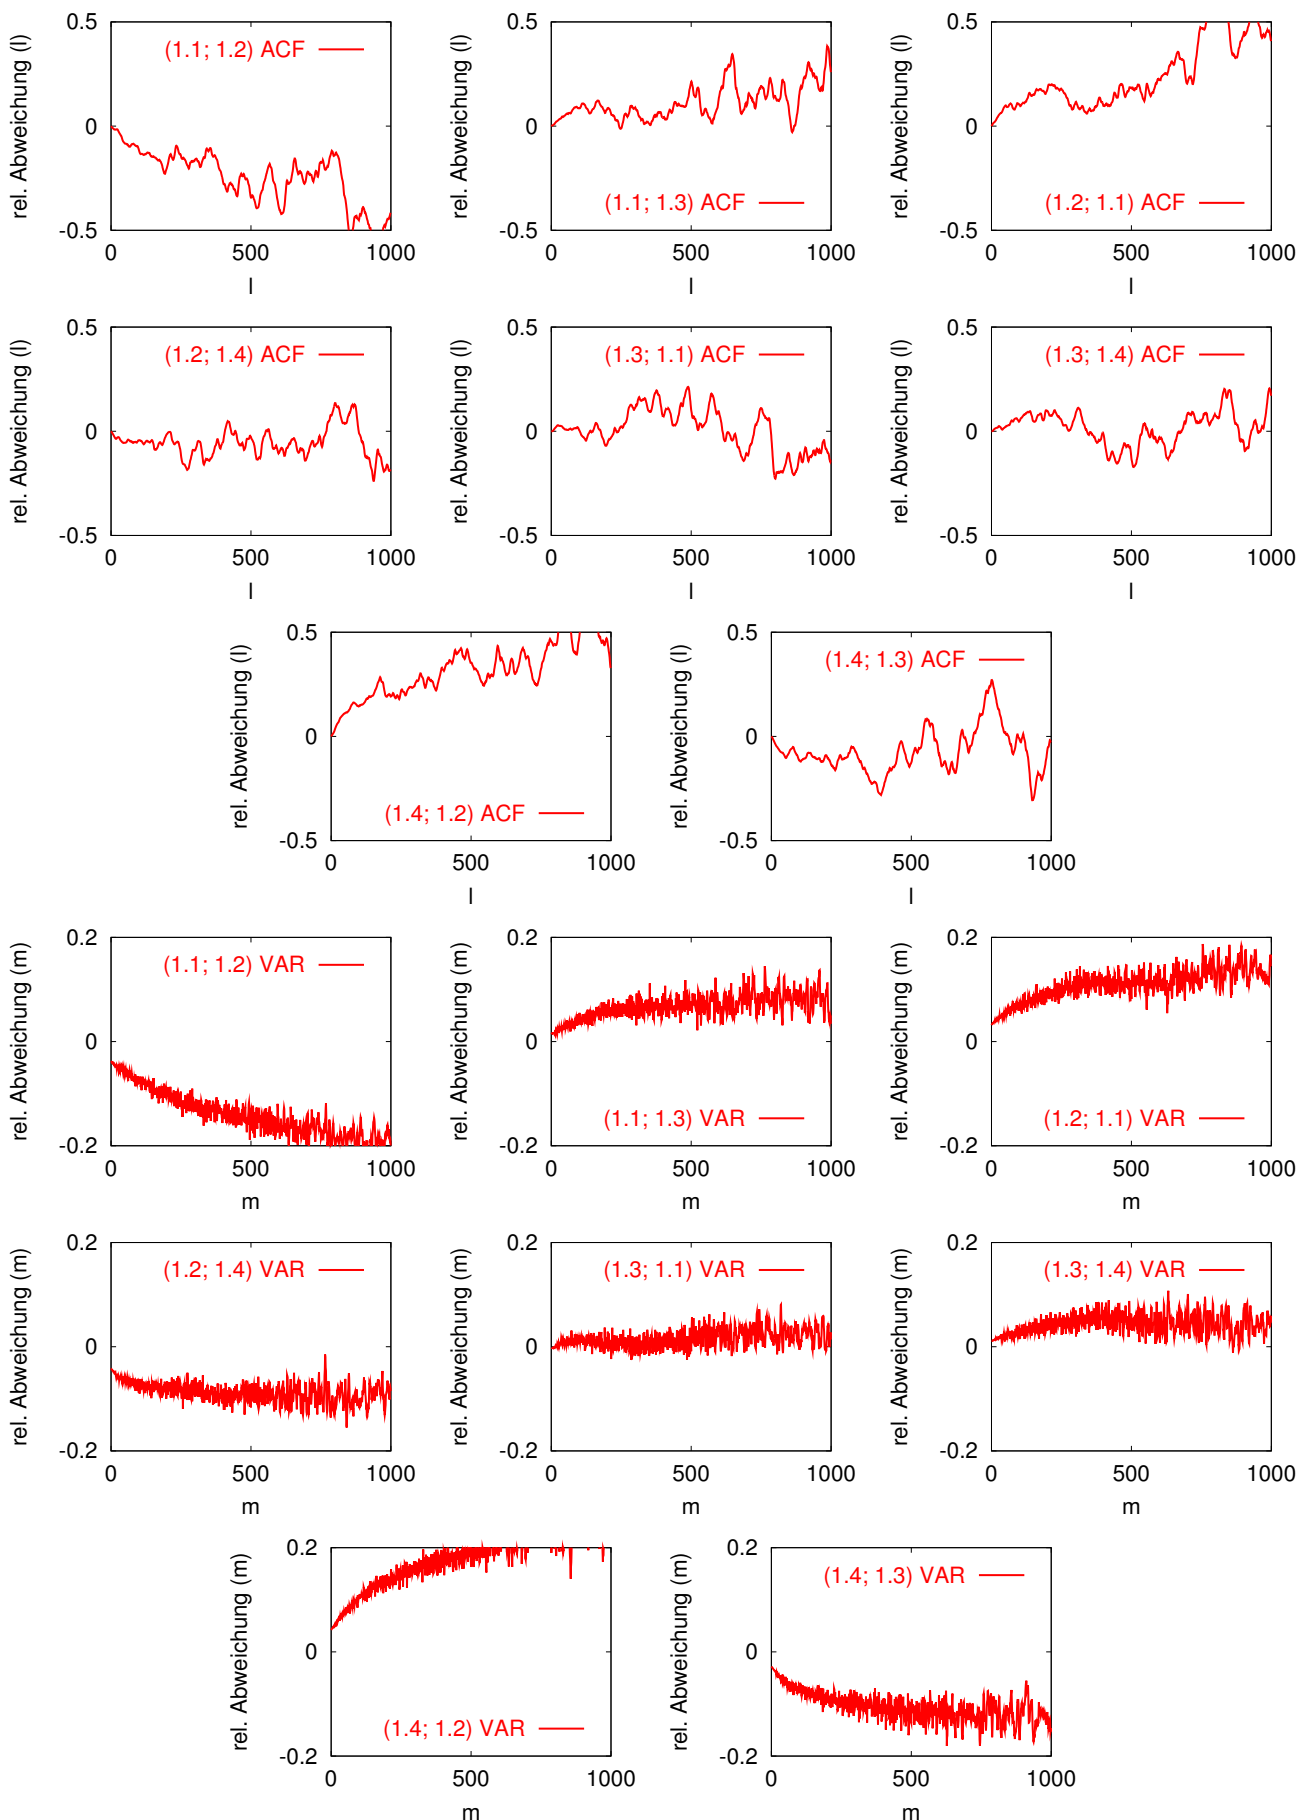 0.5 (1.1; 1.2) ACF
rel. Abweichung (l)
0
-0.5
0 500 1000
l
0.5
rel. Abweichung (l)
0
(1.1; 1.3) ACF
-0.5
0 500 1000
l
0.5
rel. Abweichung (l)
0
(1.2; 1.1) ACF
-0.5
0 500 1000
l
0.5
(1.2; 1.4) ACF
rel. Abweichung (l)
0
-0.5
0 500 1000
l
0.5
(1.3; 1.1) ACF
rel. Abweichung (l)
0
-0.5
0 500 1000
l
0.5
(1.3; 1.4) ACF
rel. Abweichung (l)
0
-0.5
0 500 1000
l
0.5
rel. Abweichung (l)
0
(1.4; 1.2) ACF
-0.5
0 500 1000
l
0.5
(1.4; 1.3) ACF
rel. Abweichung (l)
0
-0.5
0 500 1000
l
0.2
(1.1; 1.2) VAR
rel. Abweichung (m)
0
-0.2
0 500 1000
m
0.2
rel. Abweichung (m)
0
(1.1; 1.3) VAR
-0.2
0 500 1000
m
0.2
rel. Abweichung (m)
0
(1.2; 1.1) VAR
-0.2
0 500 1000
m
0.2
(1.2; 1.4) VAR
rel. Abweichung (m)
0
-0.2
0 500 1000
m
0.2
(1.3; 1.1) VAR
rel. Abweichung (m)
0
-0.2
0 500 1000
m
0.2
(1.3; 1.4) VAR
rel. Abweichung (m)
0
-0.2
0 500 1000
m
0.2
rel. Abweichung (m)
0
(1.4; 1.2) VAR
-0.2
0 500 1000
m
0.2
(1.4; 1.3) VAR
rel. Abweichung (m)
0
-0.2
0 500 1000
m